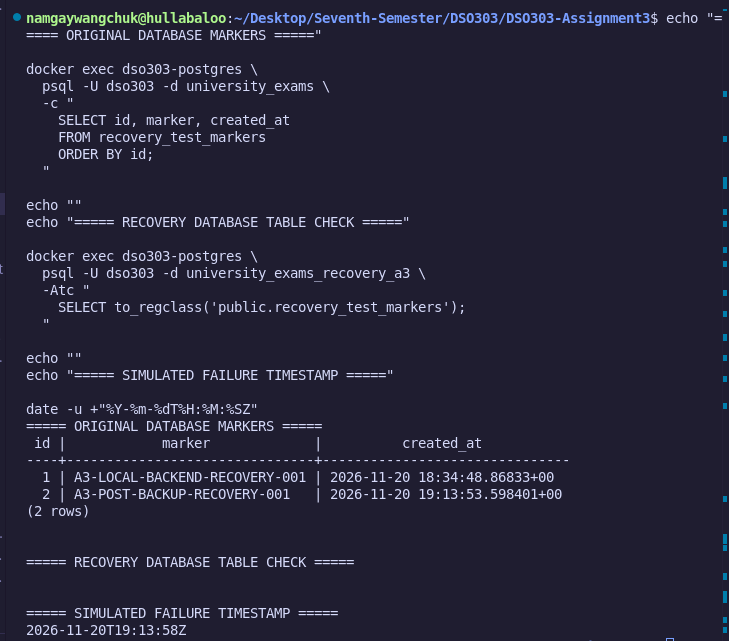 namgaywangchuk@hullabaloo:~/Desktop/Seventh-Semester/DSO303/DSO303-Assignment3$ echo "=
==== ORIGINAL DATABASE MARKERS ====="
docker exec dso303-postgres \
psql -U dso303 -d university_exams \
-c "
SELECT id, marker, created_at
FROM recovery_test_markers
ORDER BY id;
"
echo ""
echo "===== RECOVERY DATABASE TABLE CHECK ====="
docker exec dso303-postgres \
psql -U dso303 -d university_exams_recovery_a3 \
-Atc "
SELECT to_regclass('public.recovery_test_markers');
"
echo ""
echo "===== SIMULATED FAILURE TIMESTAMP ====="
date -u +"%Y-%m-%dT%H:%M:%SZ"
===== ORIGINAL DATABASE MARKERS =====
id | marker | created_at
----+-------------------------------+-------------------------------
1 | A3-LOCAL-BACKEND-RECOVERY-001 | 2026-11-20 18:34:48.86833+00
2 | A3-POST-BACKUP-RECOVERY-001 | 2026-11-20 19:13:53.598401+00
(2 rows)
===== RECOVERY DATABASE TABLE CHECK =====
===== SIMULATED FAILURE TIMESTAMP =====
2026-11-20T19:13:58Z